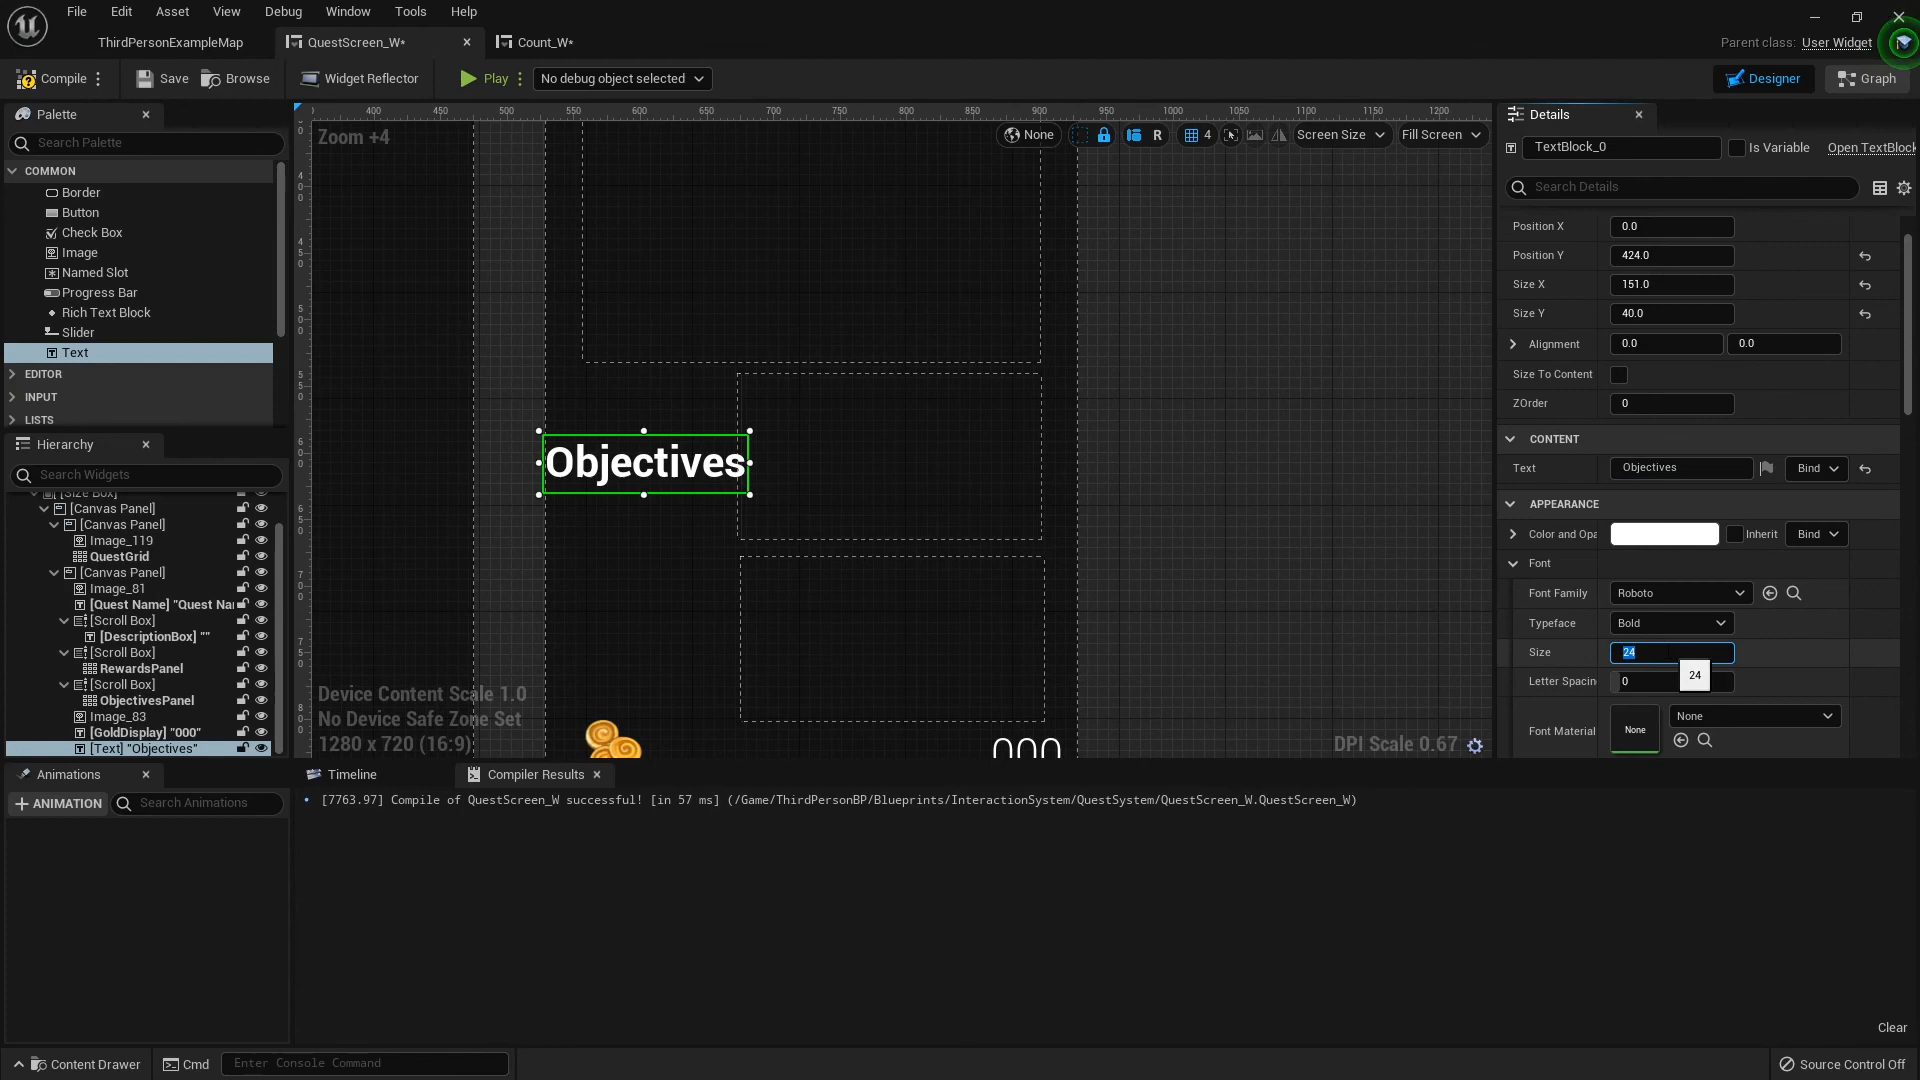 File Edit Asset View Debug Window Tools Help
ThirdPersonExampleMap QuestScreen_W* Count_W* Parent class: User Widget
Compile Save Browse Widget Reflector Play No debug object selected Designer Graph
Palette
Search Palette
COMMON
Border
Button
Check Box
Image
Named Slot
Progress Bar
Rich Text Block
Slider
Text
EDITOR
INPUT
LISTS
Hierarchy
Search Widgets
[Size Box]
[Canvas Panel]
[Canvas Panel]
Image_119
QuestGrid
[Canvas Panel]
Image_81
[Quest Name] "Quest Nar
[Scroll Box]
[DescriptionBox] ""
[Scroll Box]
RewardsPanel
[Scroll Box]
ObjectivesPanel
Image_83
[GoldDisplay] "000"
[Text] "Objectives"
400 450 500 550 600 650 700 750 800 850 900 950 1000 1050 1100 1150 1200
Zoom +4
None R 4 Screen Size Fill Screen
Objectives
000
Device Content Scale 1.0
No Device Safe Zone Set
1280 x 720 (16:9)
DPI Scale 0.67
Details
TextBlock_0 Is Variable Open TextBlock
Search Details
Position X 0.0
Position Y 424.0
Size X 151.0
Size Y 40.0
Alignment 0.0 0.0
Size To Content
ZOrder 0
CONTENT
Text Objectives Bind
APPEARANCE
Color and Opa Inherit Bind
Font
Font Family Roboto
Typeface Bold
Size 24
24
Letter Spacin 0
Font Material None None
Animations
ANIMATION Search Animations
Timeline Compiler Results
[7763.97] Compile of QuestScreen_W successful! [in 57 ms] (/Game/ThirdPersonBP/Blueprints/InteractionSystem/QuestSystem/QuestScreen_W.QuestScreen_W)
Clear
Content Drawer Cmd Enter Console Command Source Control Off